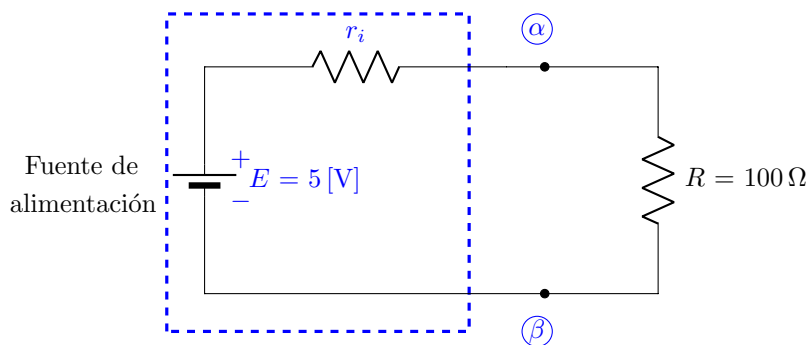 α
r_i
Fuente de
alimentación
+
E = 5 [V]
−
R = 100 Ω
β